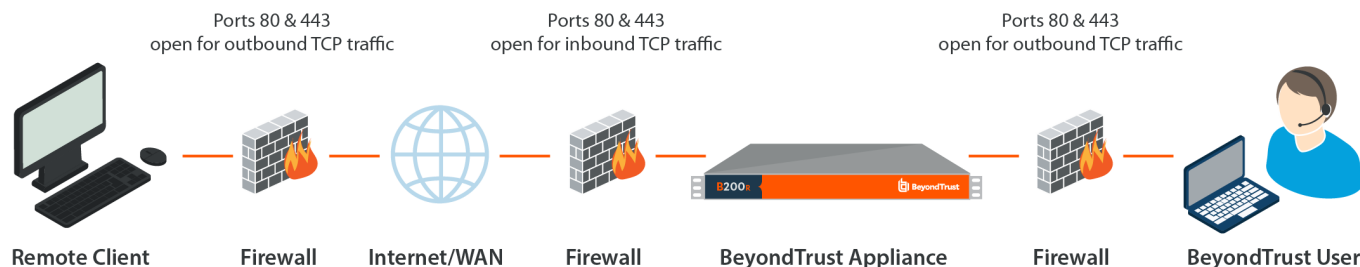 Ports 80 & 443
open for outbound TCP traffic
Ports 80 & 443
open for inbound TCP traffic
Ports 80 & 443
open for outbound TCP traffic
B200R
BeyondTrust
Remote Client
Firewall
Internet/WAN
Firewall
BeyondTrust Appliance
Firewall
BeyondTrust User